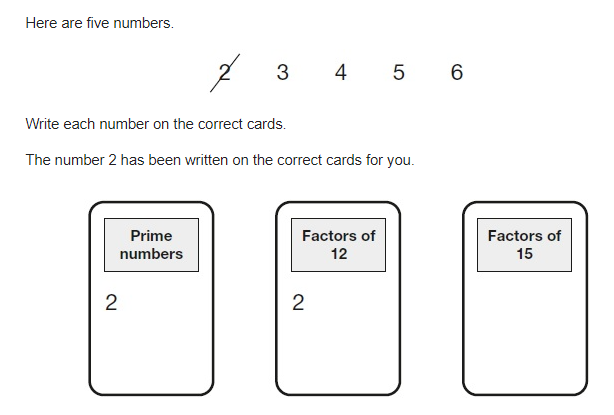 Here are five numbers.
2 3 4 5 6
Write each number on the correct cards.
The number 2 has been written on the correct cards for you.
Prime
numbers
2
Factors of
12
2
Factors of
15